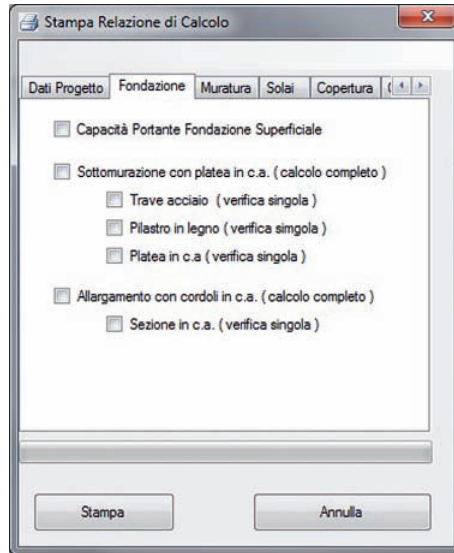 Stampa Relazione di Calcolo
Dati Progetto Fondazione Muratura Solai Copertura
Capacità Portante Fondazione Superficiale
Sottomurazione con platea in c.a. ( calcolo completo )
Trave acciaio ( verifica singola )
Pilastro in legno ( verifica simgola )
Platea in c.a ( verifica singola )
Allargamento con cordoli in c.a. ( calcolo completo )
Sezione in c.a. ( verifica singola )
Stampa Annulla